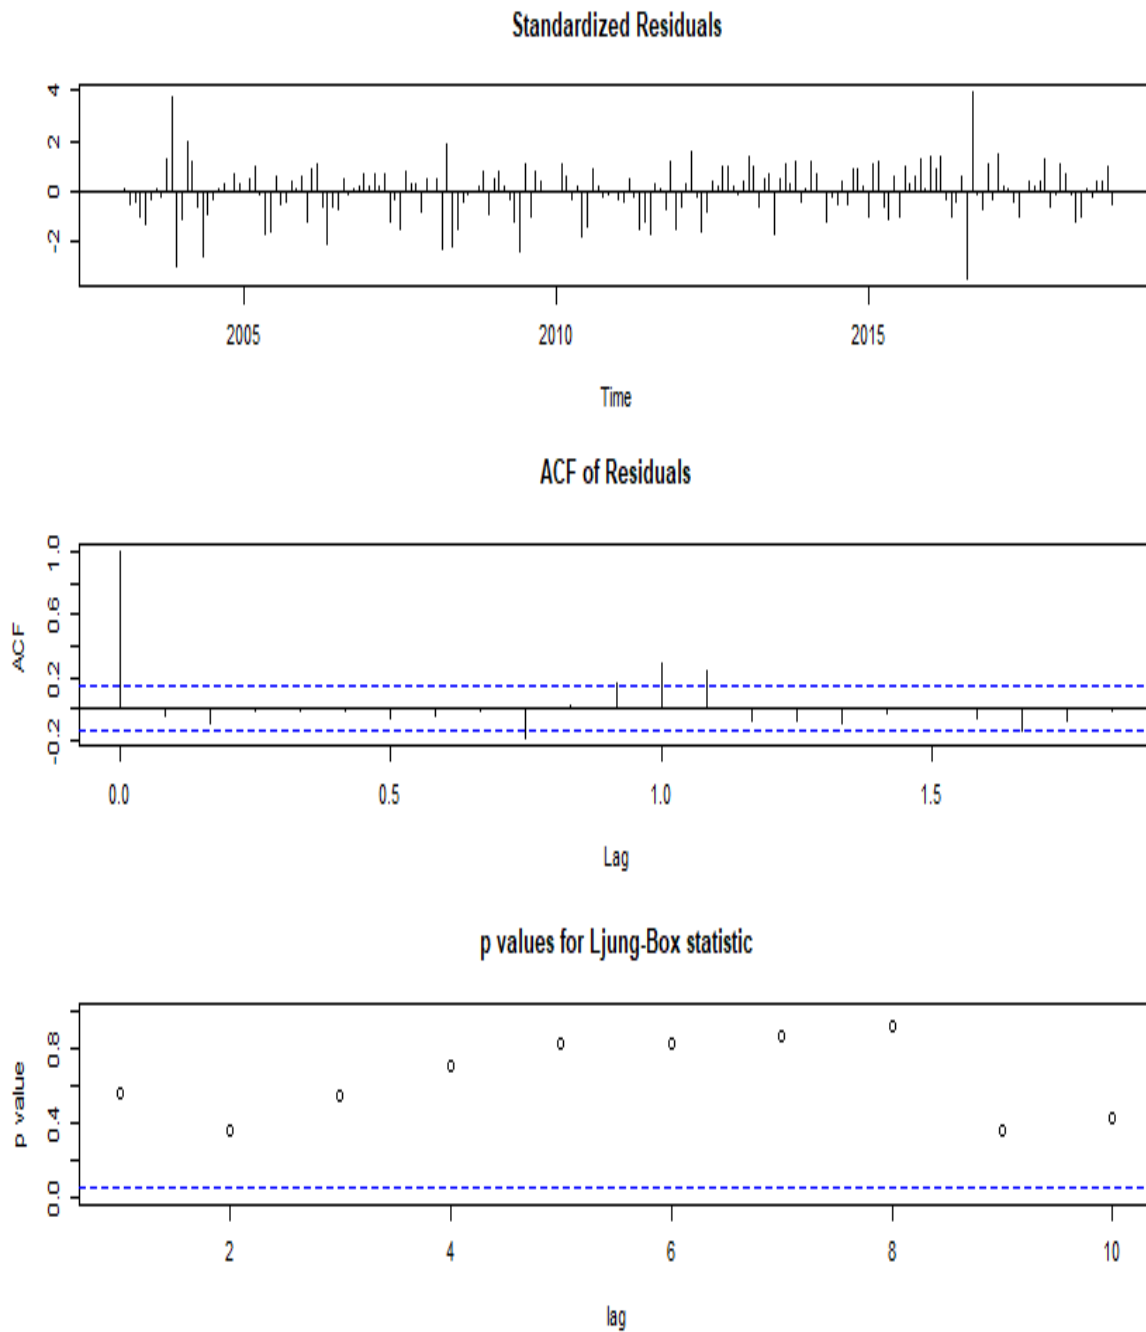 Standardized Residuals
4
2
0
-2
2005
2010
2015
Time
ACF of Residuals
1.0
0.6
0.2
-0.2
ACF
0.0
0.5
1.0
1.5
Lag
p values for Ljung-Box statistic
0.8
0.4
0.0
p value
2
4
6
8
10
lag